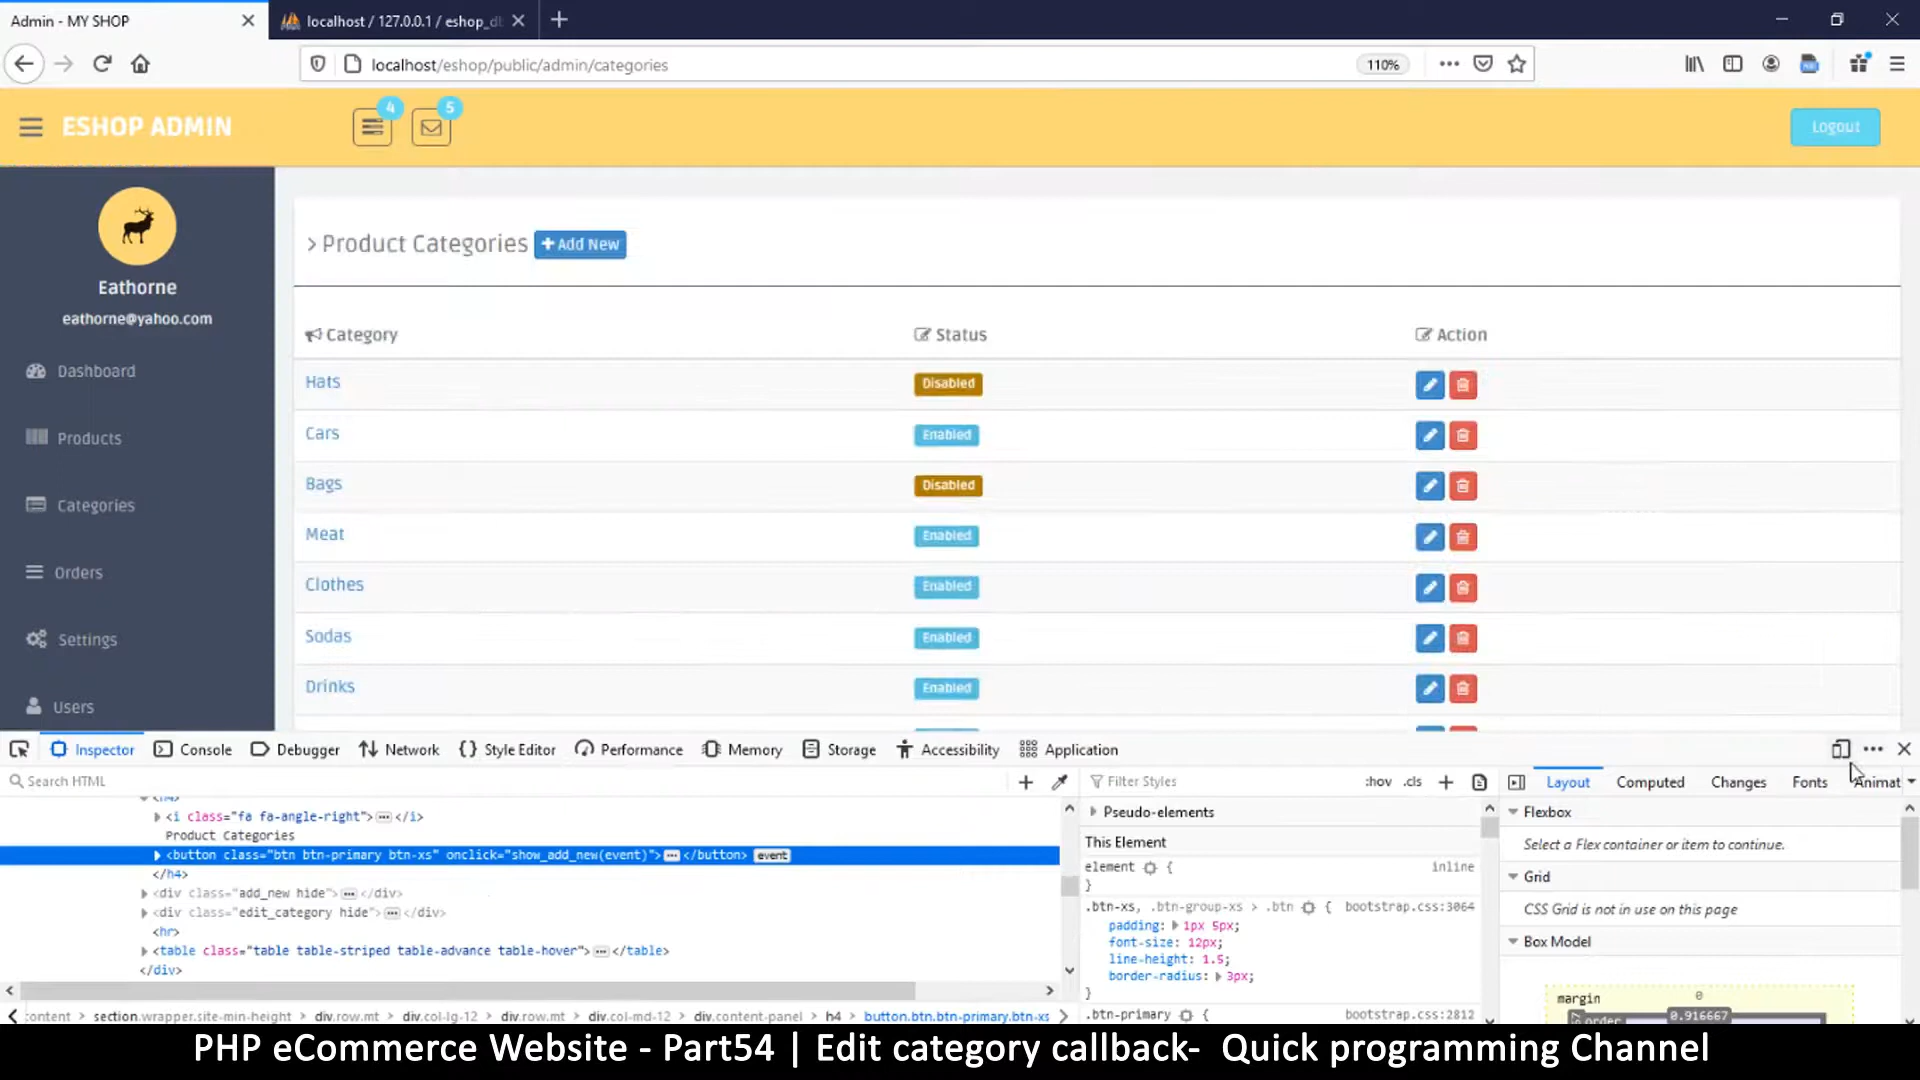 Admin - MY SHOP
localhost / 127.0.0.1 / eshop_d
localhost/eshop/public/admin/categories
110%
ESHOP ADMIN
4
5
Logout
Eathorne
eathorne@yahoo.com
Dashboard
Products
Categories
Orders
Settings
Users
Product Categories
Add New
Category Status Action
Hats Disabled
Cars Enabled
Bags Disabled
Meat Enabled
Clothes Enabled
Sodas Enabled
Drinks Enabled
Inspector Console Debugger Network {} Style Editor Performance Memory Storage Accessibility Application
Search HTML
<i class="fa fa-angle-right"> </i>
Product Categories
<button class="btn btn-primary btn-xs" onclick="show_add_new(event)"> </button> event
</h4>
<div class="add_new hide"> </div>
<div class="edit_category hide"> </div>
<hr>
<table class="table table-striped table-advance table-hover"> </table>
</div>
content section.wrapper.site-min-height div.row.mt div.col-lg-12 div.row.mt div.col-md-12 div.content-panel h4 button.btn.btn-primary.btn-xs
Filter Styles :hov .cls
Pseudo-elements
This Element
element { inline
}
.btn-xs, .btn-group-xs > .btn { bootstrap.css:3064
padding: 1px 5px;
font-size: 12px;
line-height: 1.5;
border-radius: 3px;
}
.btn-primary { bootstrap.css:2812
Layout Computed Changes Fonts Animat
Flexbox
Select a Flex container or item to continue.
Grid
CSS Grid is not in use on this page
Box Model
margin 0
border 0.916667
PHP eCommerce Website - Part54 | Edit category callback- Quick programming Channel